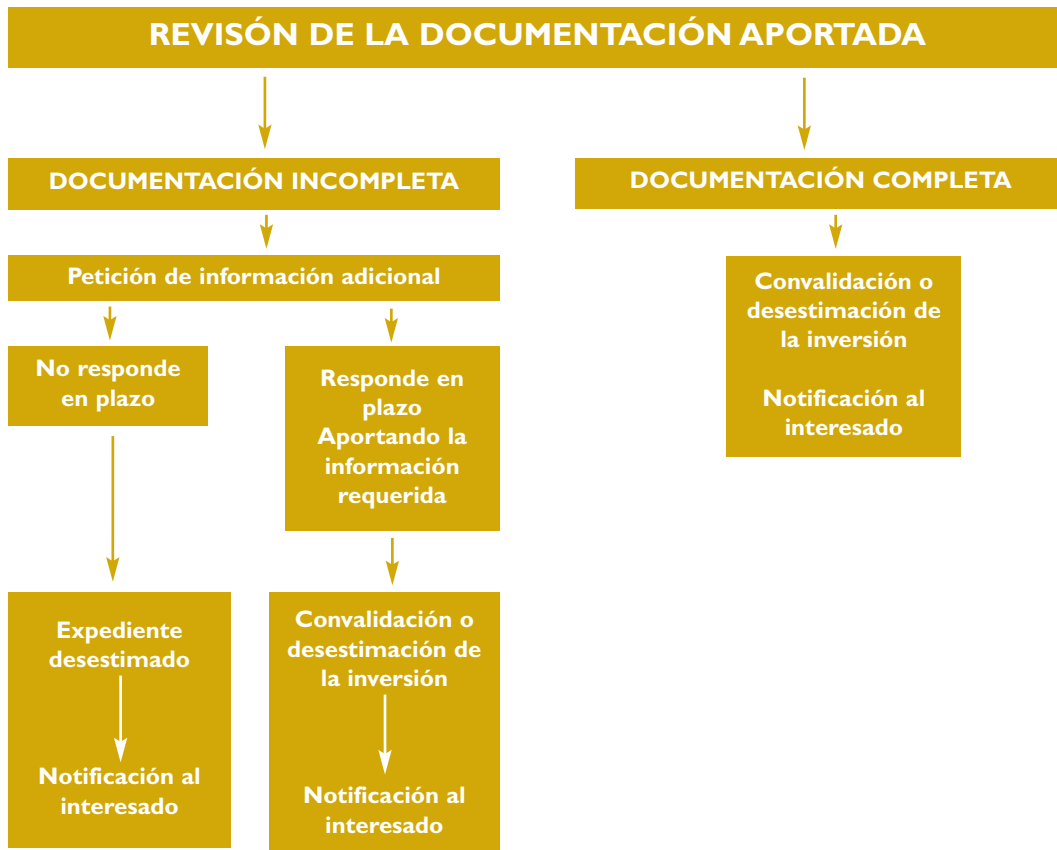 REVISÓN DE LA DOCUMENTACIÓN APORTADA
DOCUMENTACIÓN INCOMPLETA
DOCUMENTACIÓN COMPLETA
Petición de información adicional
No responde
en plazo
Responde en
plazo
Aportando la
información
requerida
Convalidación o
desestimación de
la inversión
Notificación al
interesado
Expediente
desestimado
Notificación al
interesado
Convalidación o
desestimación de
la inversión
Notificación al
interesado